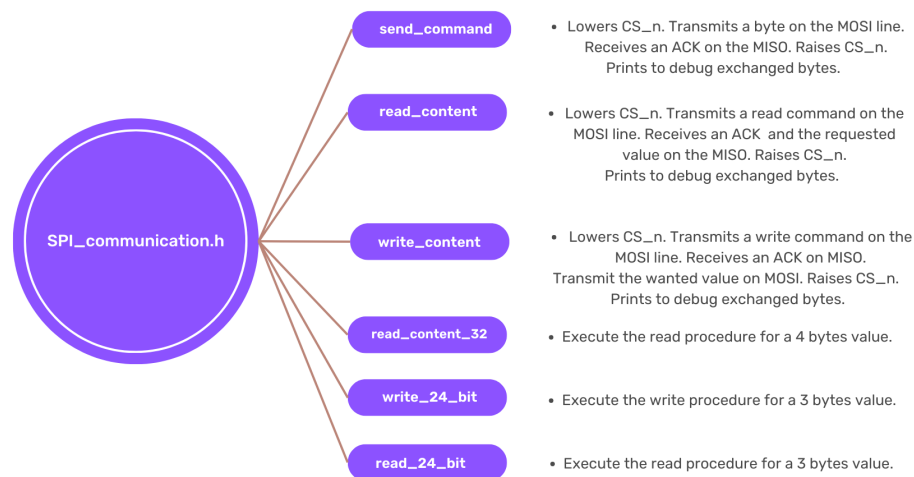 SPI_communication.h
send_command
• Lowers CS_n. Transmits a byte on the MOSI line.
Receives an ACK on the MISO. Raises CS_n.
Prints to debug exchanged bytes.
read_content
• Lowers CS_n. Transmits a read command on the
MOSI line. Receives an ACK and the requested
value on the MISO. Raises CS_n.
Prints to debug exchanged bytes.
write_content
• Lowers CS_n. Transmits a write command on the
MOSI line. Receives an ACK on MISO.
Transmit the wanted value on MOSI. Raises CS_n.
Prints to debug exchanged bytes.
read_content_32
• Execute the read procedure for a 4 bytes value.
write_24_bit
• Execute the write procedure for a 3 bytes value.
read_24_bit
• Execute the read procedure for a 3 bytes value.